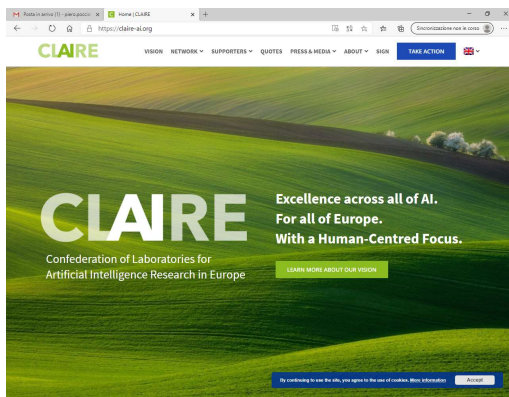 Posta in arrivo (1) - piero.poccia
Home | CLAIRE
https://claire-ai.org
Sincronizzazione non in corso
CLAIRE
VISION NETWORK SUPPORTERS QUOTES PRESS & MEDIA ABOUT SIGN TAKE ACTION
CLAIRE
Confederation of Laboratories for
Artificial Intelligence Research in Europe
Excellence across all of AI.
For all of Europe.
With a Human-Centred Focus.
LEARN MORE ABOUT OUR VISION
By continuing to use the site, you agree to the use of cookies. More information Accept